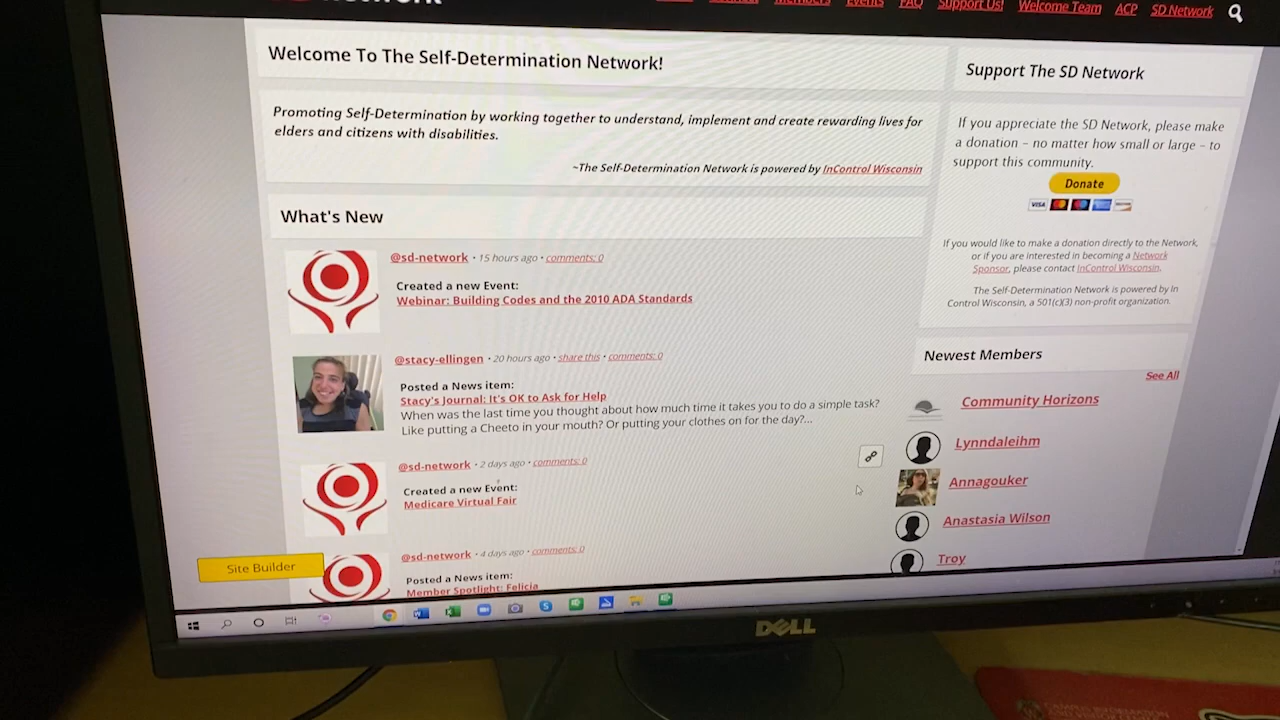 Events FAQ Support Us! Welcome Team ACP SD Network
Welcome To The Self-Determination Network!
Promoting Self-Determination by working together to understand, implement and create rewarding lives for
elders and citizens with disabilities.
~The Self-Determination Network is powered by InControl Wisconsin
What's New
@sd-network • 15 hours ago • comments: 0
Created a new Event:
Webinar: Building Codes and the 2010 ADA Standards
@stacy-ellingen • 20 hours ago • share this • comments: 0
Posted a News item:
Stacy's Journal: It's OK to Ask for Help
When was the last time you thought about how much time it takes you to do a simple task?
Like putting a Cheeto in your mouth? Or putting your clothes on for the day?...
@sd-network • 2 days ago • comments: 0
Created a new Event:
Medicare Virtual Fair
@sd-network • 4 days ago • comments: 0
Posted a News item:
Member Spotlight: Felicia
Site Builder
Support The SD Network
If you appreciate the SD Network, please make
a donation – no matter how small or large – to
support this community.
Donate
VISA
If you would like to make a donation directly to the Network,
or if you are interested in becoming a Network
Sponsor, please contact InControl Wisconsin.
The Self-Determination Network is powered by In
Control Wisconsin, a 501(c)(3) non-profit organization.
Newest Members
See All
Community Horizons
Lynndaleihm
Annagouker
Anastasia Wilson
Troy
DELL